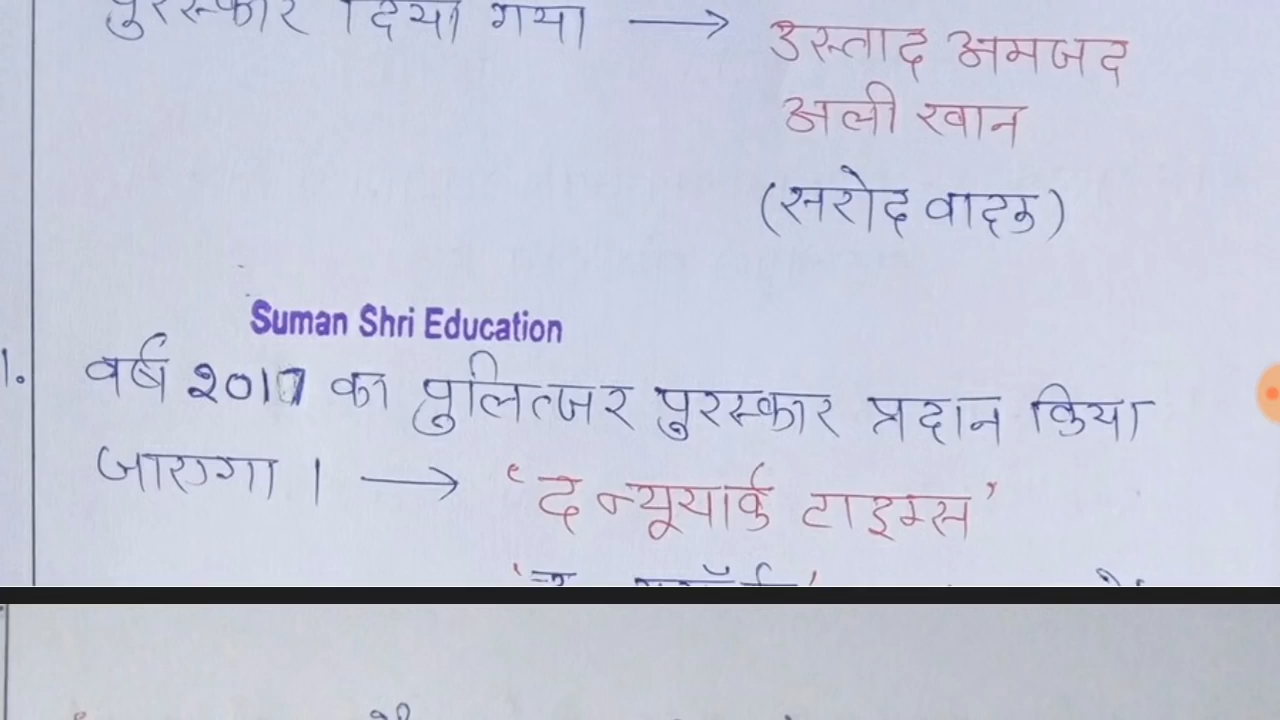 पुरस्कार दिया गया → उस्ताद अमजद
अली खान
(सरोद वादक)
Suman Shri Education
1. वर्ष 2017 का पुलित्जर पुरस्कार प्रदान किया
जाएगा । → 'द न्यूयार्क टाइम्स'